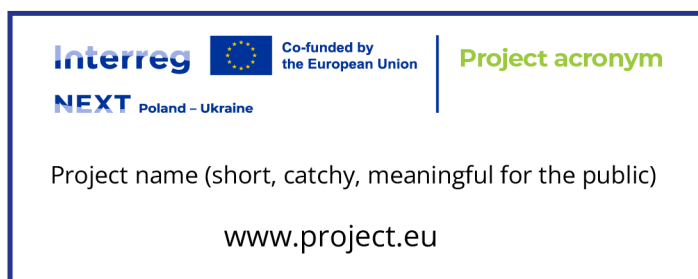 Interreg Co-funded by the European Union Project acronym
NEXT Poland – Ukraine
Project name (short, catchy, meaningful for the public)
www.project.eu